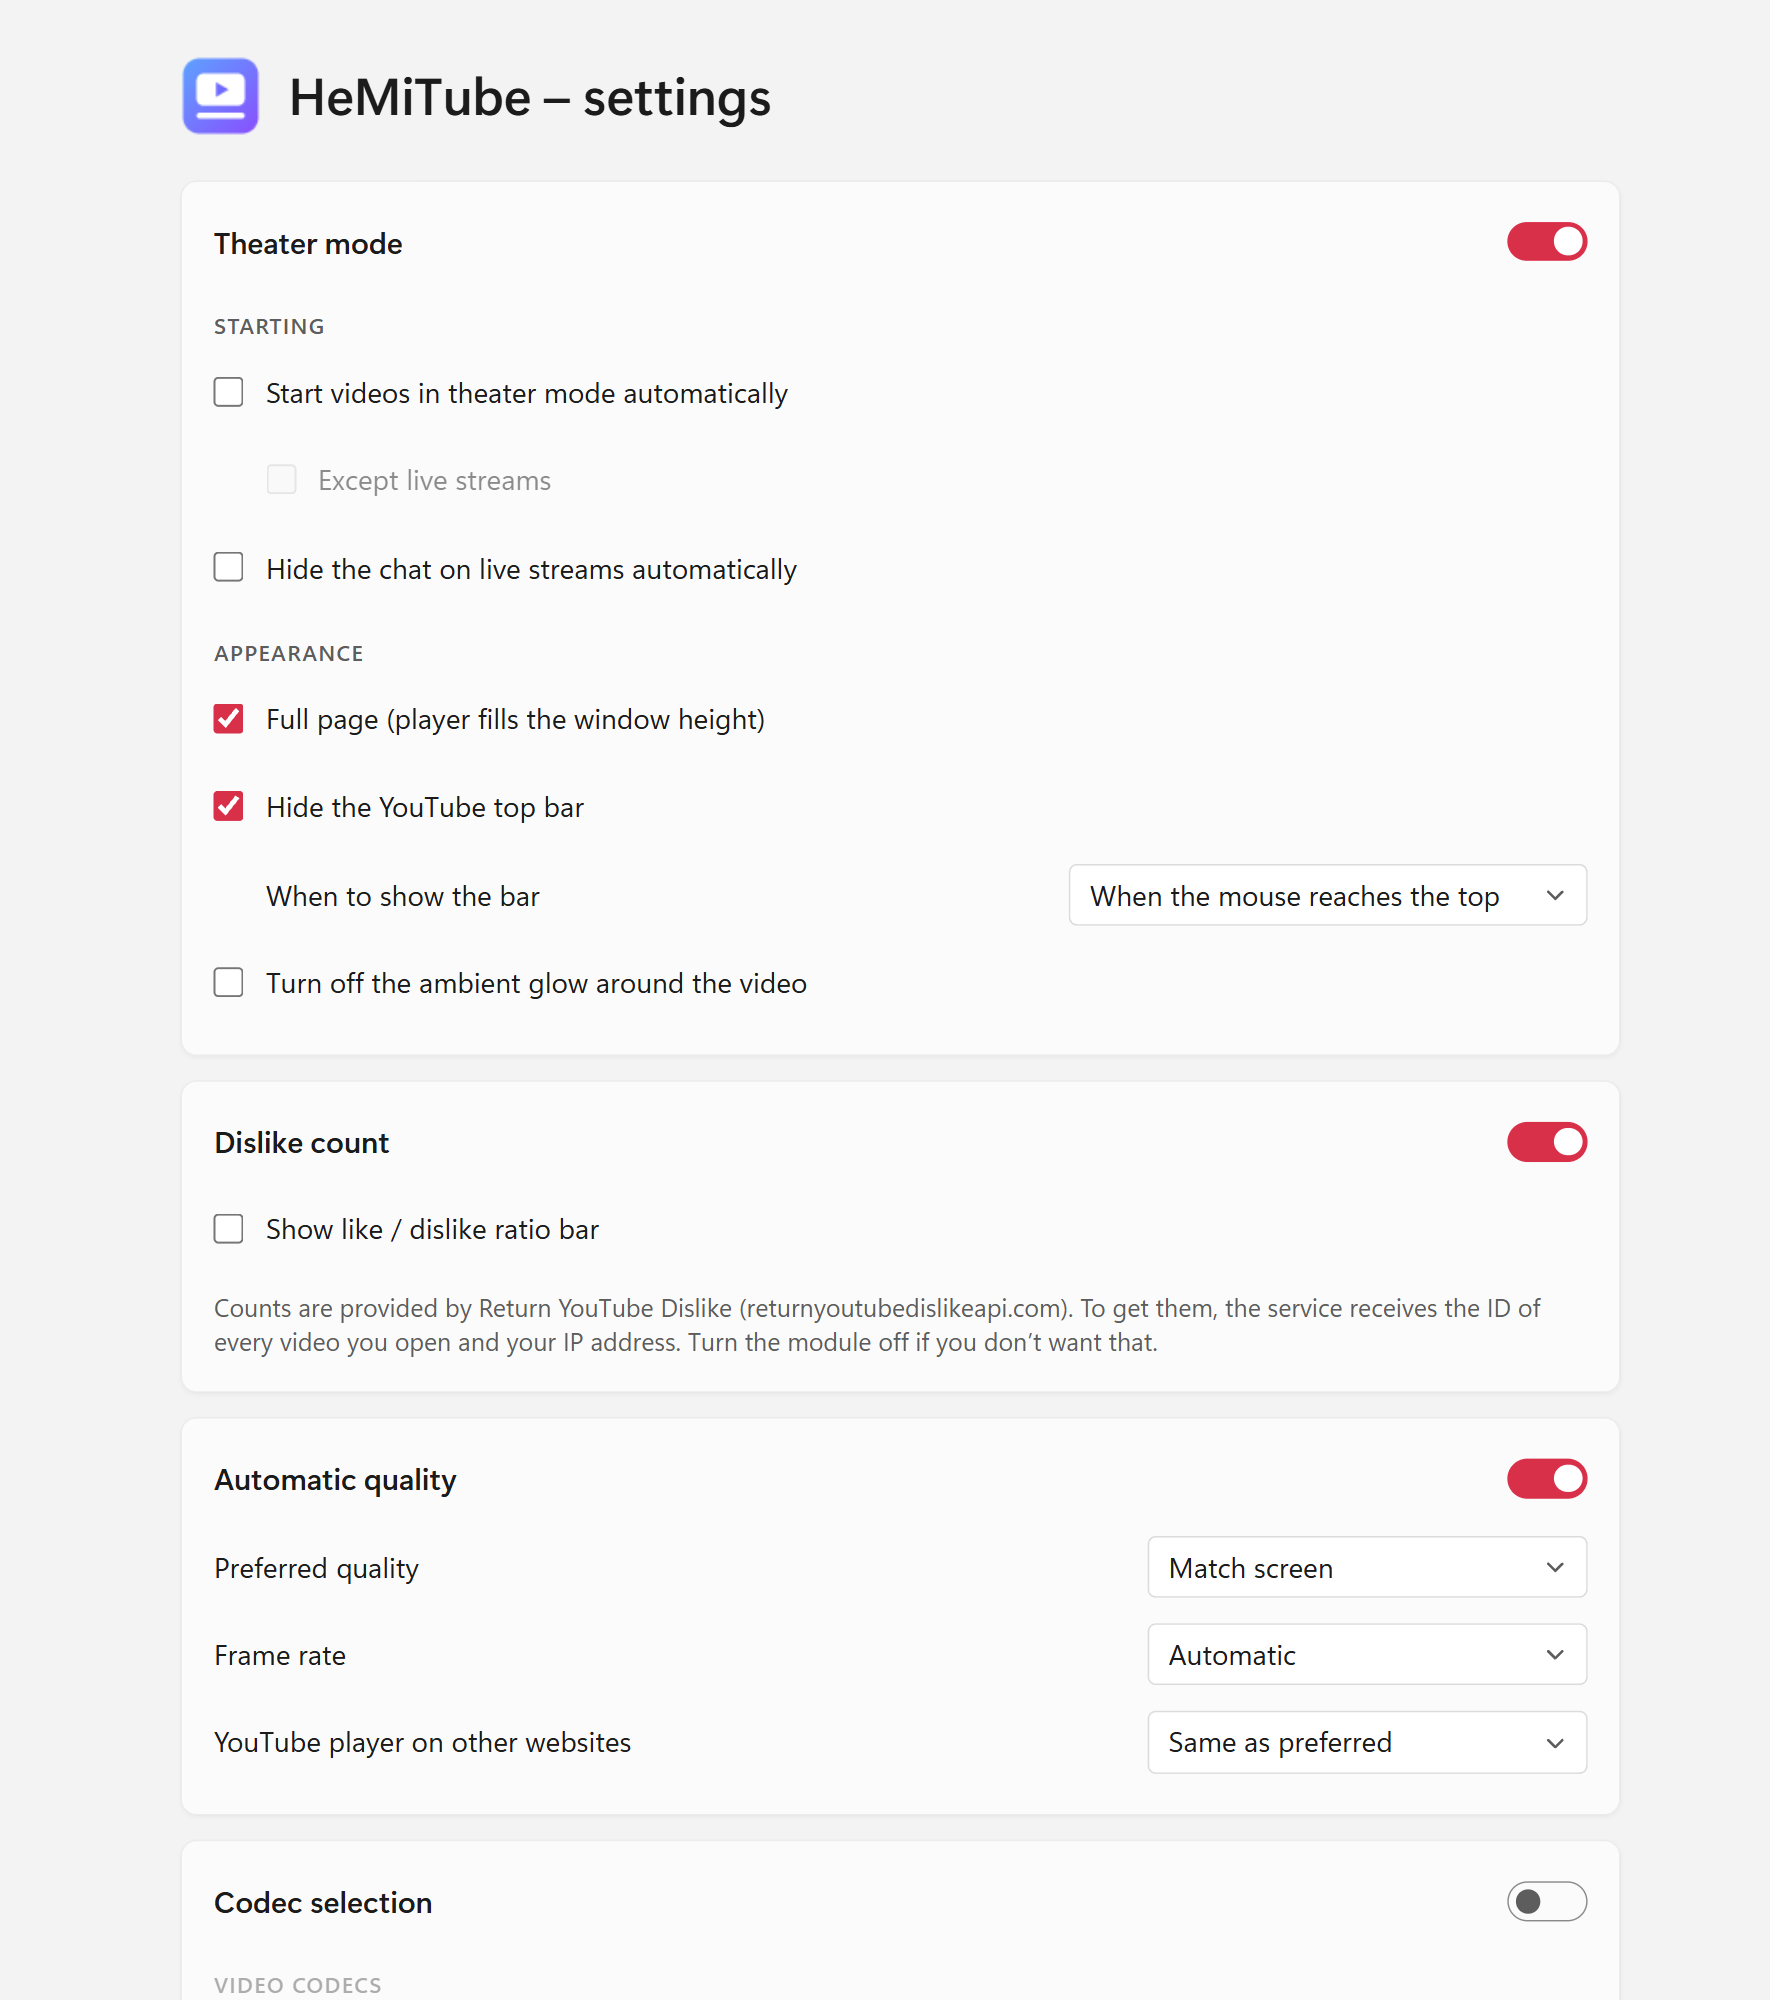 HeMiTube – settings
Theater mode
STARTING
Start videos in theater mode automatically
Except live streams
Hide the chat on live streams automatically
APPEARANCE
Full page (player fills the window height)
Hide the YouTube top bar
When to show the bar
When the mouse reaches the top
Turn off the ambient glow around the video
Dislike count
Show like / dislike ratio bar
Counts are provided by Return YouTube Dislike (returnyoutubedislikeapi.com). To get them, the service receives the ID of
every video you open and your IP address. Turn the module off if you don’t want that.
Automatic quality
Preferred quality
Match screen
Frame rate
Automatic
YouTube player on other websites
Same as preferred
Codec selection
VIDEO CODECS